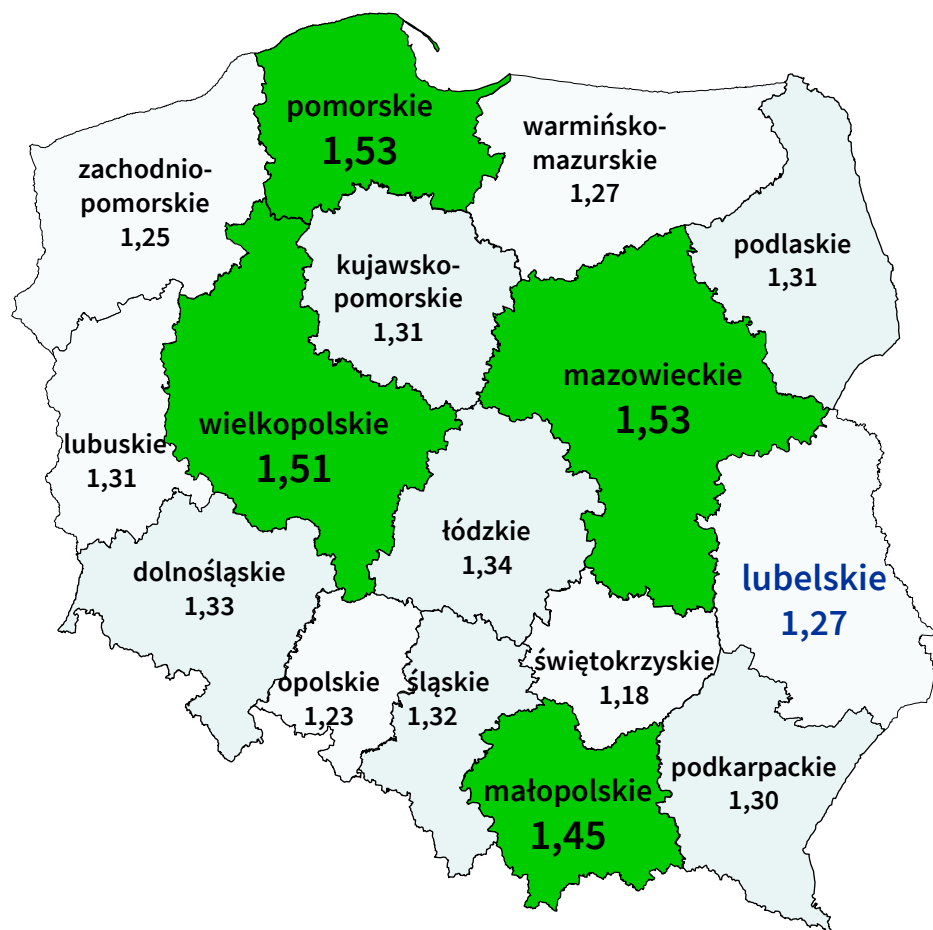 pomorskie
1,53
warmińsko-
mazurskie
1,27
zachodnio-
pomorskie
1,25
podlaskie
1,31
kujawsko-
pomorskie
1,31
mazowieckie
1,53
wielkopolskie
1,51
lubuskie
1,31
łódzkie
1,34
dolnośląskie
1,33
lubelskie
1,27
świętokrzyskie
1,18
opolskie
1,23
śląskie
1,32
podkarpackie
1,30
małopolskie
1,45